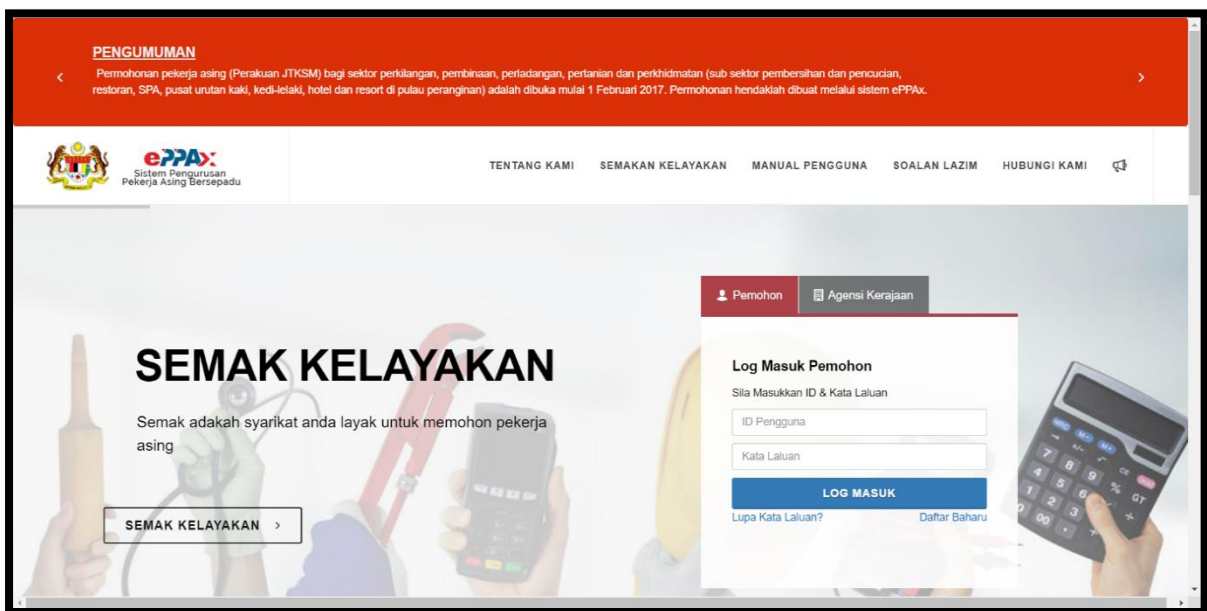 PENGUMUMAN
Permohonan pekerja asing (Perakuan JTKSM) bagi sektor perkilangan, pembinaan, perladangan, pertanian dan perkhidmatan (sub sektor pembersihan dan pencucian,
restoran, SPA, pusat urutan kaki, kedi-lelaki, hotel dan resort di pulau peranginan) adalah dibuka mulai 1 Februari 2017. Permohonan hendaklah dibuat melalui sistem ePPAx.
ePPAx
Sistem Pengurusan
Pekerja Asing Bersepadu
TENTANG KAMI SEMAKAN KELAYAKAN MANUAL PENGGUNA SOALAN LAZIM HUBUNGI KAMI
Pemohon Agensi Kerajaan
SEMAK KELAYAKAN
Semak adakah syarikat anda layak untuk memohon pekerja
asing
SEMAK KELAYAKAN >
Log Masuk Pemohon
Sila Masukkan ID & Kata Laluan
ID Pengguna
Kata Laluan
LOG MASUK
Lupa Kata Laluan? Daftar Baharu